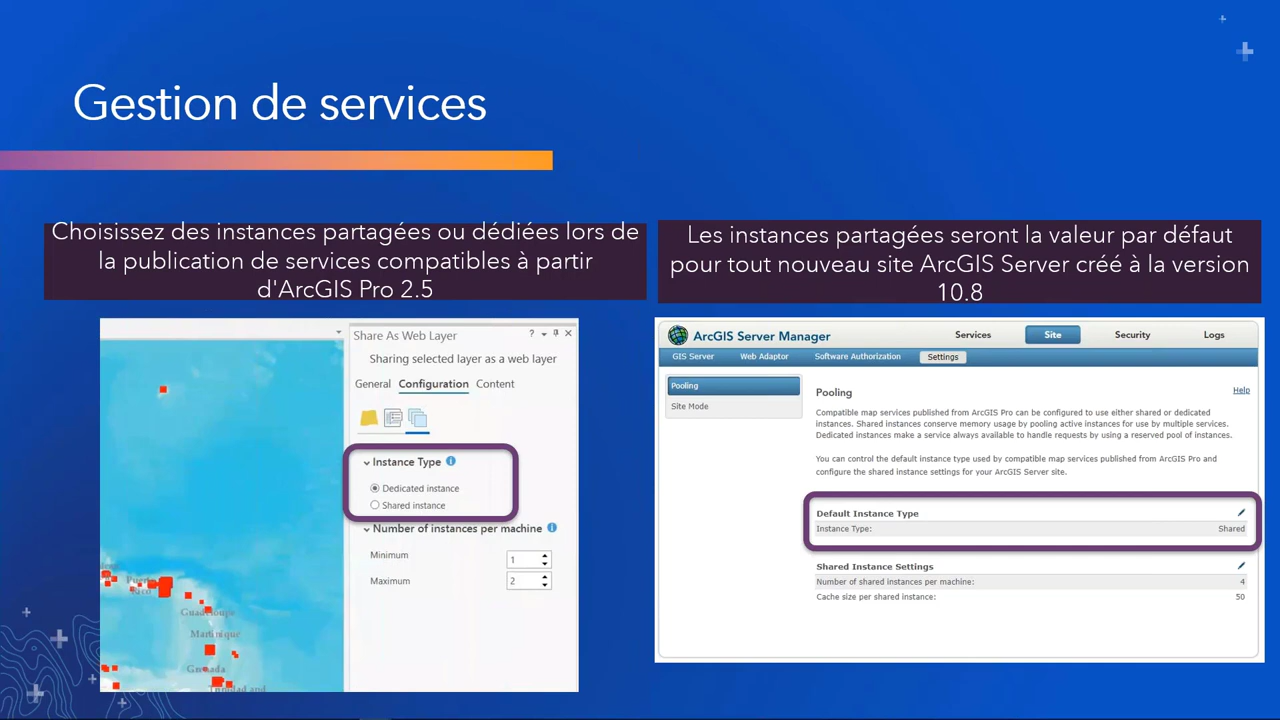 Gestion de services
Choisissez des instances partagées ou dédiées lors de
la publication de services compatibles à partir
d'ArcGIS Pro 2.5
Les instances partagées seront la valeur par défaut
pour tout nouveau site ArcGIS Server créé à la version
10.8
Share As Web Layer
Sharing selected layer as a web layer
General Configuration Content
Instance Type
Dedicated instance
Shared instance
Number of instances per machine
Minimum 1
Maximum 2
Puerto
Rico
Guadeloupe
Martinique
Grenada
Trinidad and
ArcGIS Server Manager
Services Site Security Logs
GIS Server Web Adaptor Software Authorization Settings
Pooling
Site Mode
Pooling
Help
Compatible map services published from ArcGIS Pro can be configured to use either shared or dedicated
instances. Shared instances conserve memory usage by pooling active instances for use by multiple services.
Dedicated instances make a service always available to handle requests by using a reserved pool of instances.
You can control the default instance type used by compatible map services published from ArcGIS Pro and
configure the shared instance settings for your ArcGIS Server site.
Default Instance Type
Instance Type: Shared
Shared Instance Settings
Number of shared instances per machine: 4
Cache size per shared instance: 50